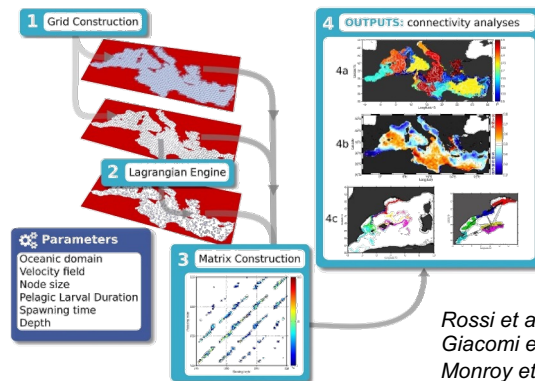 1 Grid Construction
2 Lagrangian Engine
Parameters
Oceanic domain
Velocity field
Node size
Pelagic Larval Duration
Spawning time
Depth
3 Matrix Construction
4 OUTPUTS: connectivity analyses
4a
4b
4c
Rossi et a
Giacomi e
Monroy et